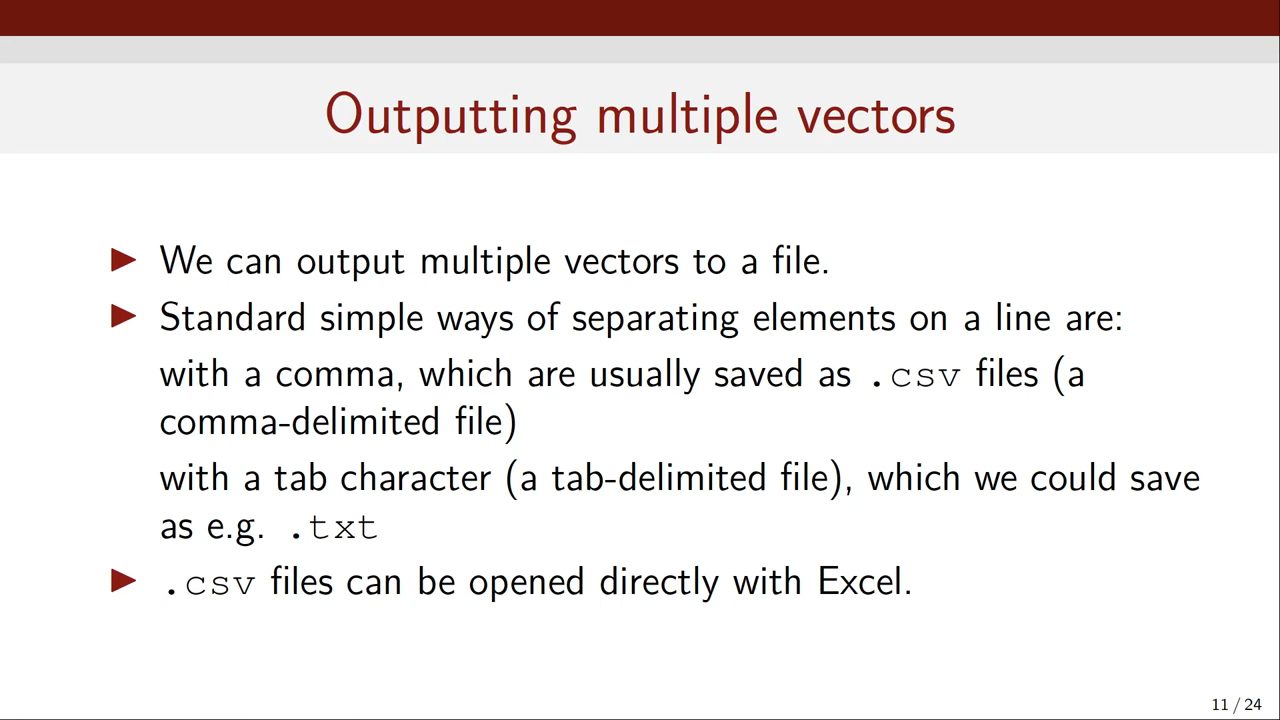 Outputting multiple vectors
We can output multiple vectors to a file.
Standard simple ways of separating elements on a line are:
with a comma, which are usually saved as .csv files (a
comma-delimited file)
with a tab character (a tab-delimited file), which we could save
as e.g. .txt
.csv files can be opened directly with Excel.
11 / 24